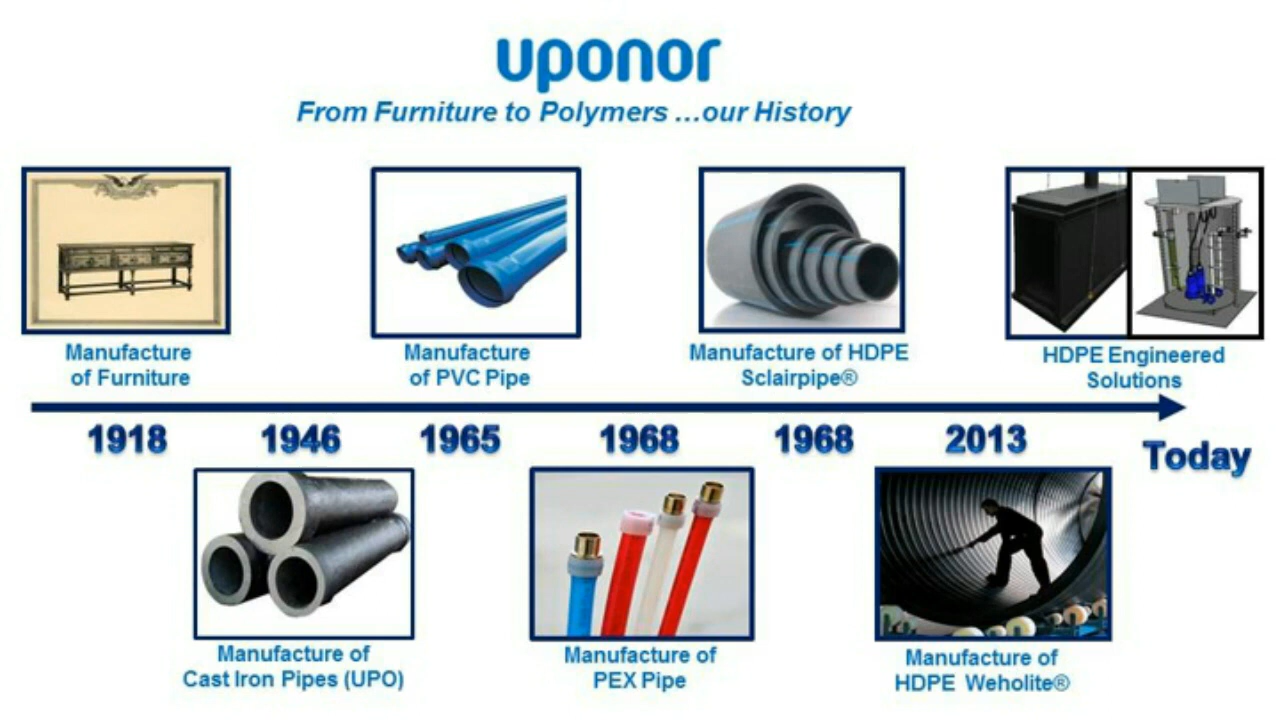 uponor
From Furniture to Polymers ...our History
Manufacture
of Furniture
Manufacture
of PVC Pipe
Manufacture of HDPE
Sclairpipe®
HDPE Engineered
Solutions
1918
1946
1965
1968
1968
2013
Today
Manufacture of
Cast Iron Pipes (UPO)
Manufacture of
PEX Pipe
Manufacture of
HDPE Weholite®